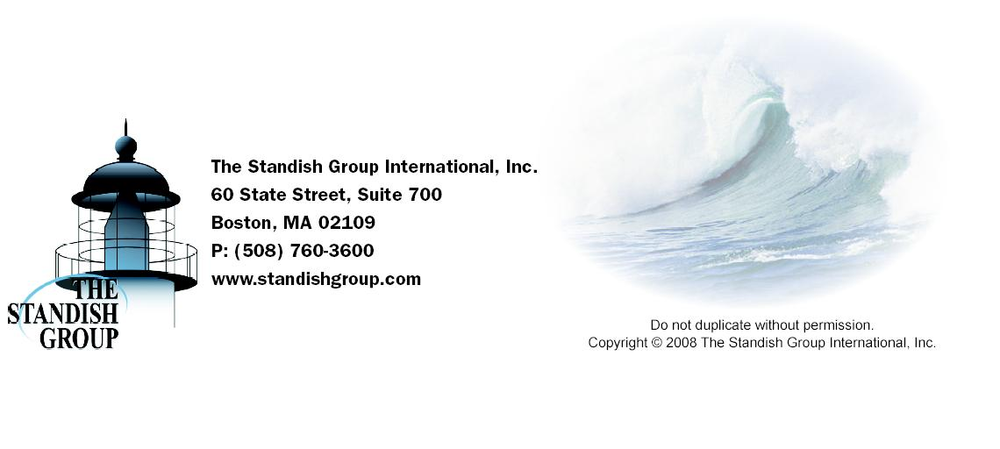 The Standish Group International, Inc.
60 State Street, Suite 700
Boston, MA 02109
P: (508) 760-3600
www.standishgroup.com
THE
STANDISH
GROUP
Do not duplicate without permission.
Copyright © 2008 The Standish Group International, Inc.